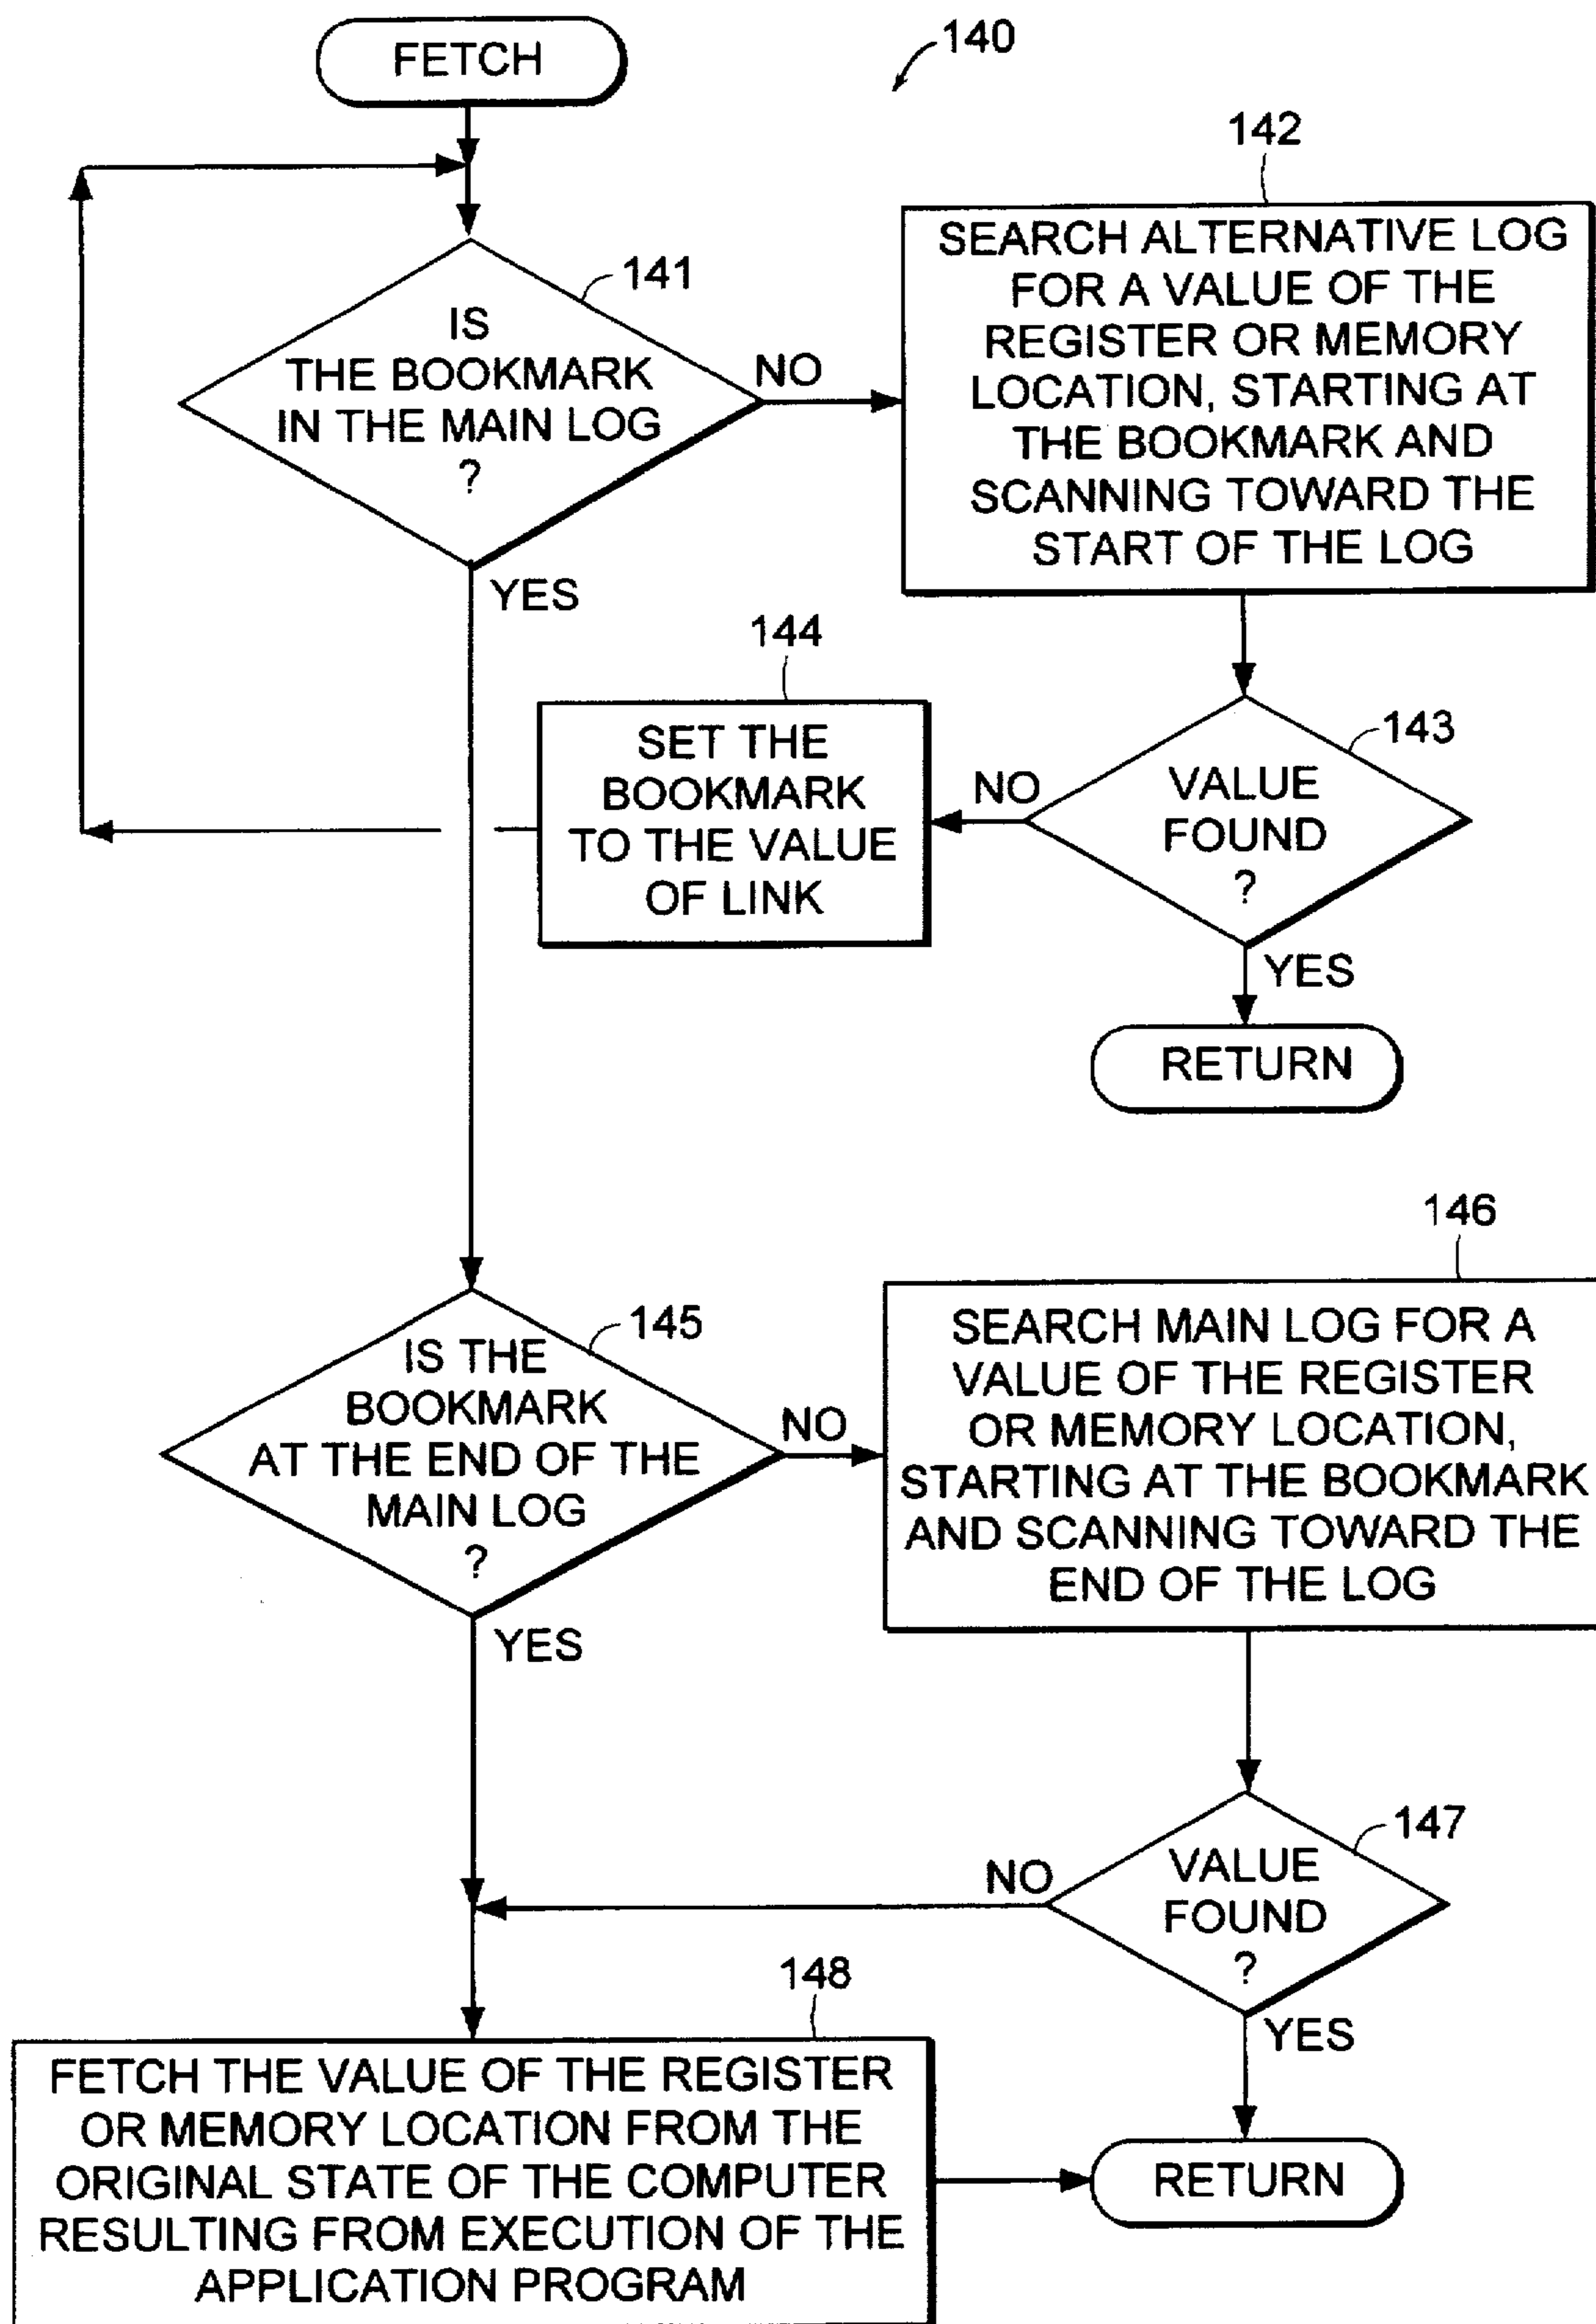 FETCH
140
142
SEARCH ALTERNATIVE LOG
FOR A VALUE OF THE
REGISTER OR MEMORY
LOCATION, STARTING AT
THE BOOKMARK AND
SCANNING TOWARD THE
START OF THE LOG
141
IS
THE BOOKMARK
IN THE MAIN LOG
?
NO
YES
144
SET THE
BOOKMARK
TO THE VALUE
OF LINK
NO
143
VALUE
FOUND
?
YES
RETURN
145
IS THE
BOOKMARK
AT THE END OF THE
MAIN LOG
?
NO
YES
146
SEARCH MAIN LOG FOR A
VALUE OF THE REGISTER
OR MEMORY LOCATION,
STARTING AT THE BOOKMARK
AND SCANNING TOWARD THE
END OF THE LOG
147
VALUE
FOUND
?
NO
YES
148
FETCH THE VALUE OF THE REGISTER
OR MEMORY LOCATION FROM THE
ORIGINAL STATE OF THE COMPUTER
RESULTING FROM EXECUTION OF THE
APPLICATION PROGRAM
RETURN